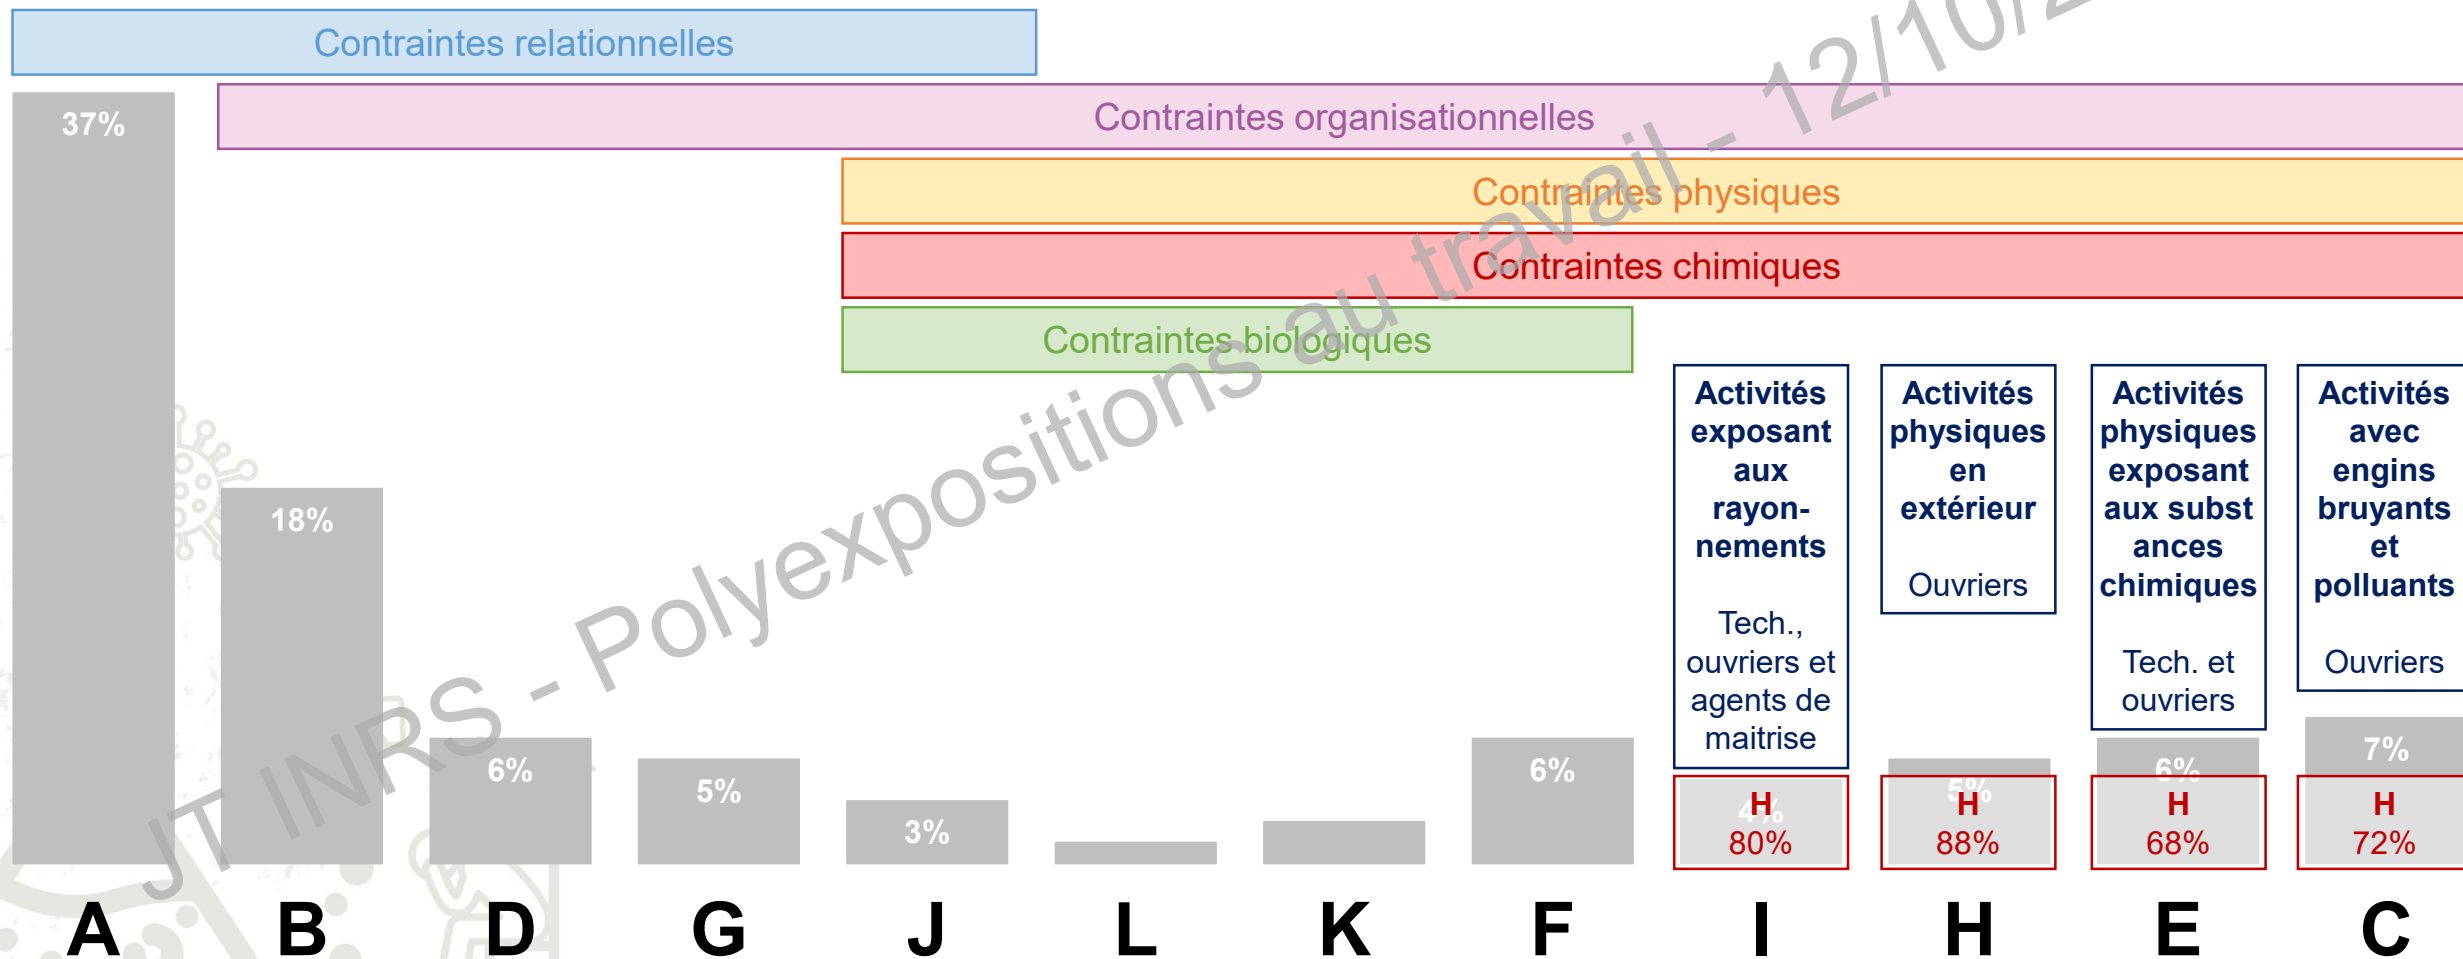 Contraintes relationnelles
Contraintes organisationnelles
Contraintes physiques
Contraintes chimiques
Contraintes biologiques
37%
18%
6%
5%
3%
6%
Activités
exposant
aux
rayon-
nements
Tech.,
ouvriers et
agents de
maitrise
4%
H
80%
Activités
physiques
en
extérieur
Ouvriers
5%
H
88%
Activités
physiques
exposant
aux subst
ances
chimiques
Tech. et
ouvriers
6%
H
68%
Activités
avec
engins
bruyants
et
polluants
Ouvriers
7%
H
72%
A B D G J L K F I H E C
JT INRS - Polyexpositions au travail - 12/10/